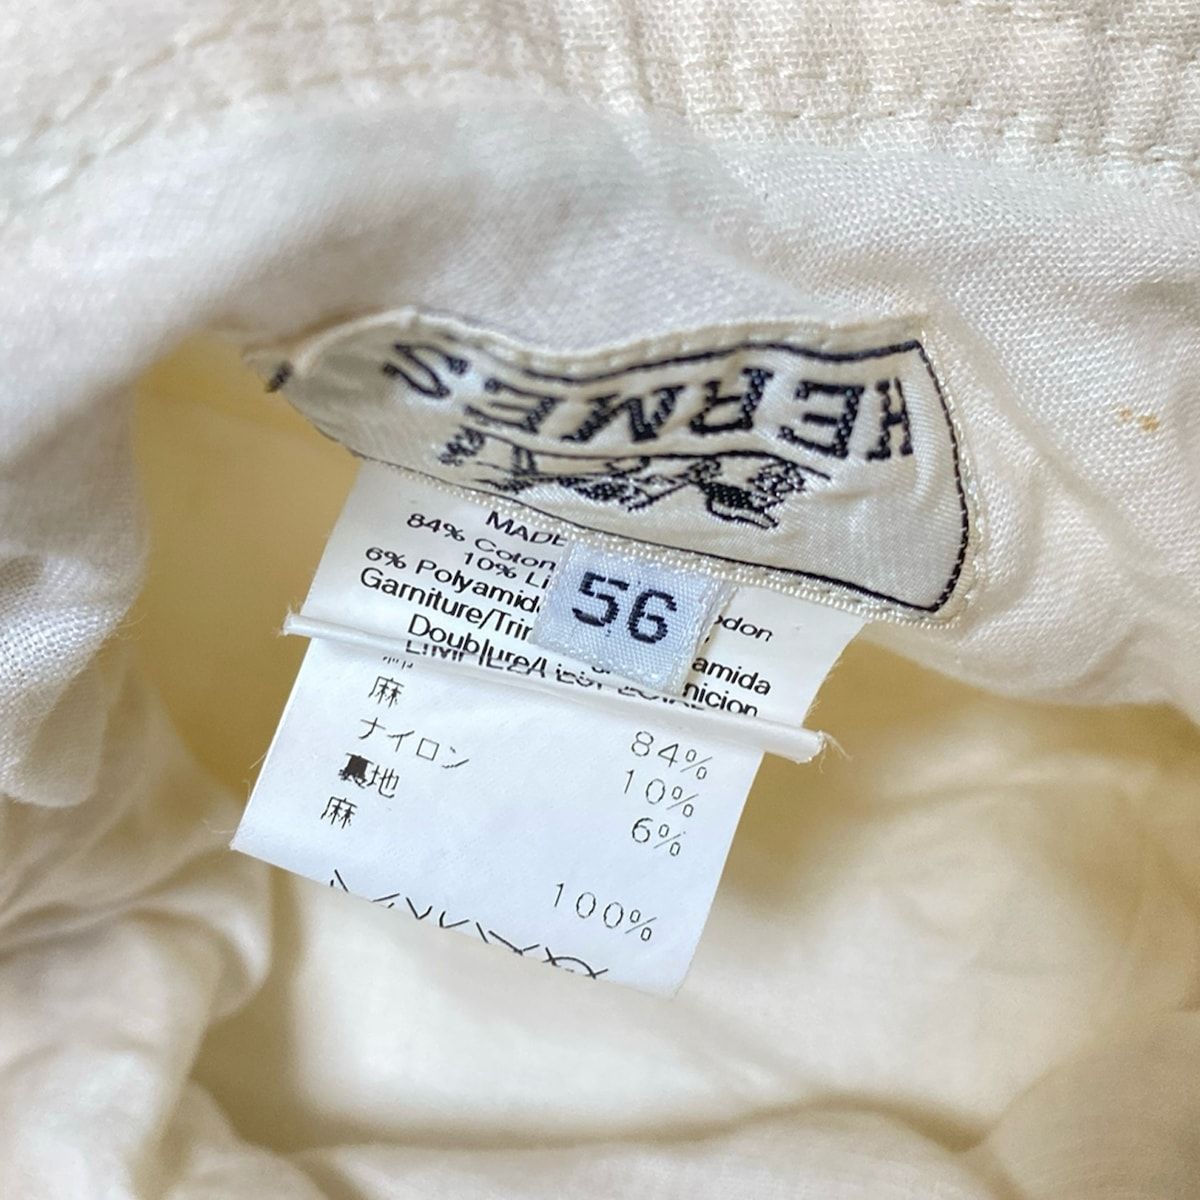 HERMES
56
MADE
84% Coton
10% Li
6% Polyamid
amida
Garniture/Trim
nicion
Doublure/Li
麻
84%
ナイロン
10%
裏地
6%
麻
100%